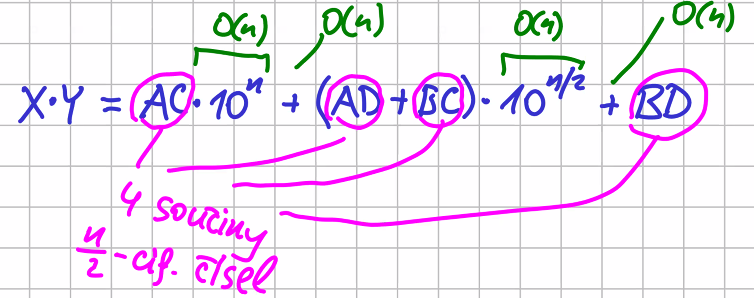 O(n) O(n) O(n) O(n)
X·Y = AC·10^n + (AD + BC)·10^{n/2} + BD
4 součiny
n/2-cif. čísel